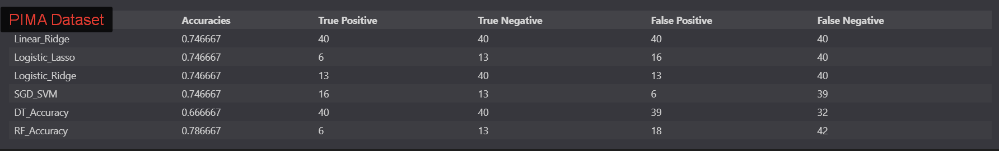 PIMA Dataset Accuracies True Positive True Negative False Positive False Negative
Linear_Ridge 0.746667 40 40 40 40
Logistic_Lasso 0.746667 6 13 16 40
Logistic_Ridge 0.746667 13 40 13 40
SGD_SVM 0.746667 16 13 6 39
DT_Accuracy 0.666667 40 40 39 32
RF_Accuracy 0.786667 6 13 18 42